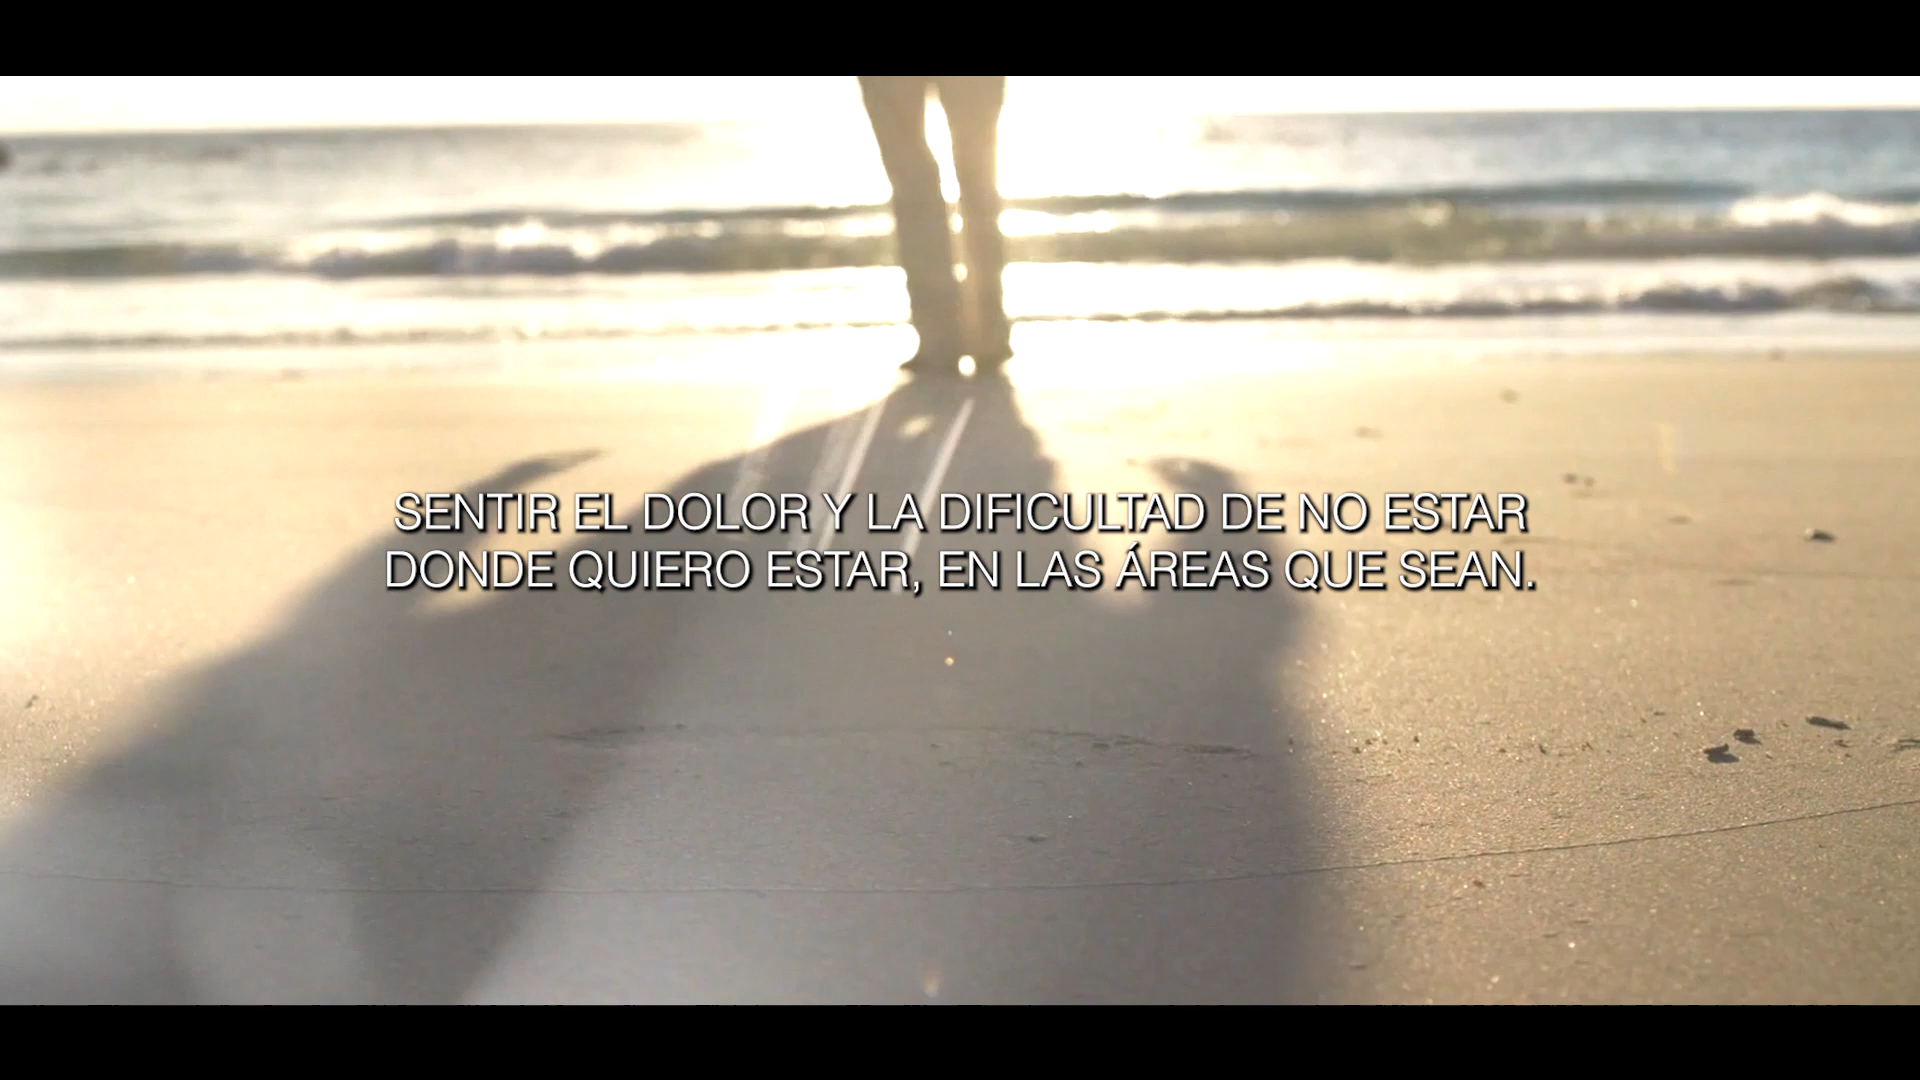 SENTIR EL DOLOR Y LA DIFICULTAD DE NO ESTAR
DONDE QUIERO ESTAR, EN LAS ÁREAS QUE SEAN.